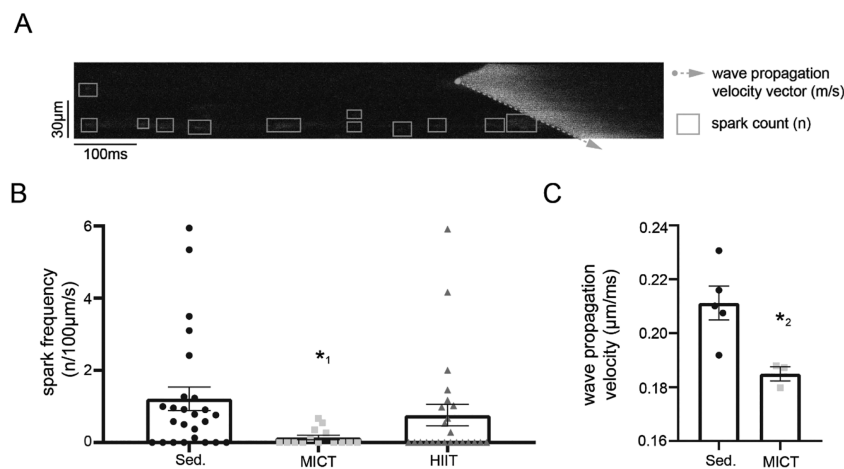 A
wave propagation
velocity vector (m/s)
spark count (n)
30µm
100ms
B
spark frequency
(n/100µm/s)
6
4
2
0
*1
Sed.
MICT
HIIT
C
wave propagation
velocity (µm/ms)
0.24
0.22
0.20
0.18
0.16
*2
Sed.
MICT